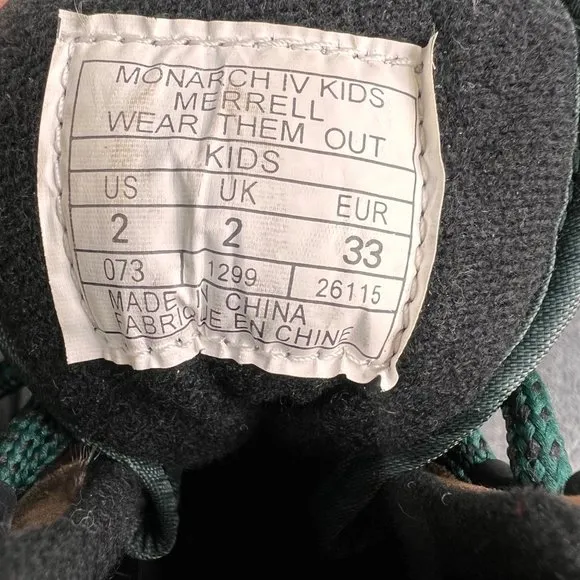 MONARCH IV KIDS
MERRELL
WEAR THEM OUT
KIDS
US UK EUR
2 2 33
073 1299 26115
MADE IN CHINA
FABRIQUE EN CHINE